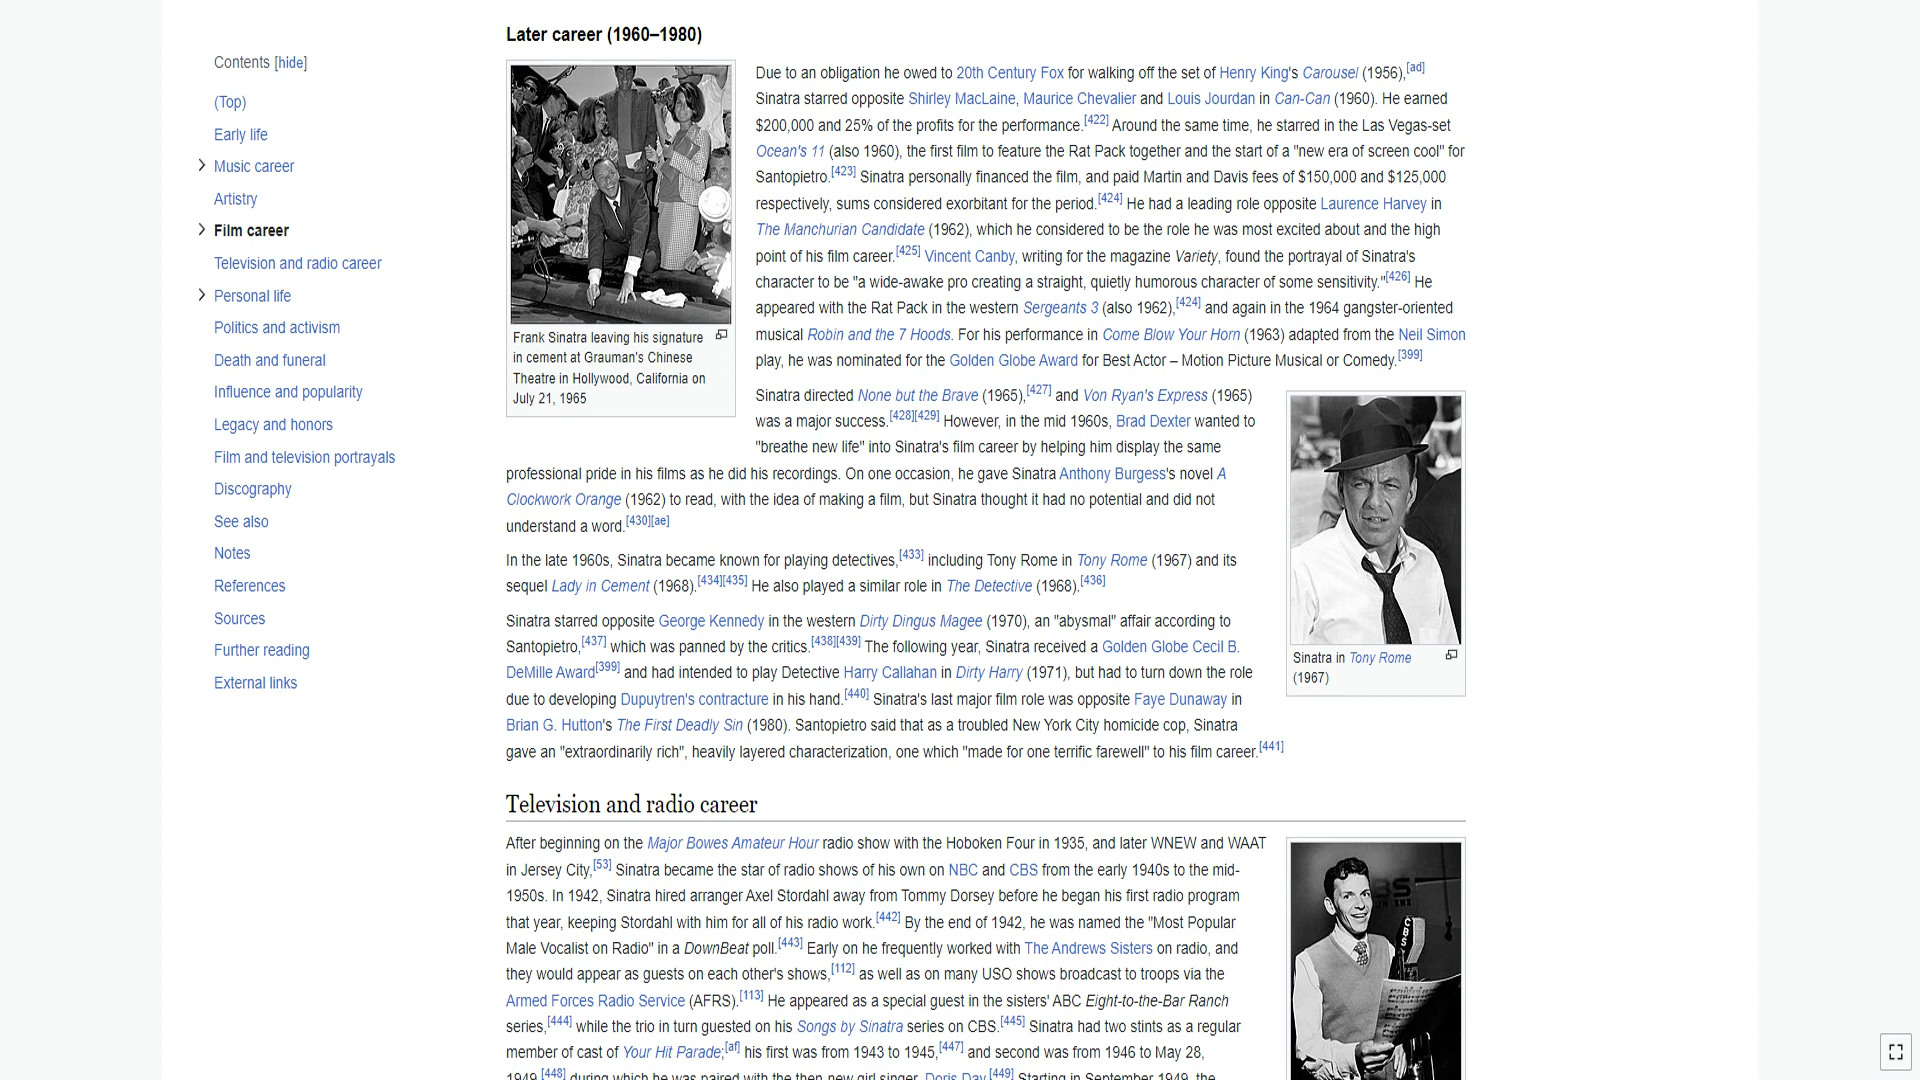 Contents [hide]
(Top)
Early life
Music career
Artistry
Film career
Television and radio career
Personal life
Politics and activism
Death and funeral
Influence and popularity
Legacy and honors
Film and television portrayals
Discography
See also
Notes
References
Sources
Further reading
External links
Later career (1960–1980)
Frank Sinatra leaving his signature
in cement at Grauman's Chinese
Theatre in Hollywood, California on
July 21, 1965
Due to an obligation he owed to 20th Century Fox for walking off the set of Henry King's Carousel (1956),[ad]
Sinatra starred opposite Shirley MacLaine, Maurice Chevalier and Louis Jourdan in Can-Can (1960). He earned
$200,000 and 25% of the profits for the performance.[422] Around the same time, he starred in the Las Vegas-set
Ocean's 11 (also 1960), the first film to feature the Rat Pack together and the start of a "new era of screen cool" for
Santopietro.[423] Sinatra personally financed the film, and paid Martin and Davis fees of $150,000 and $125,000
respectively, sums considered exorbitant for the period.[424] He had a leading role opposite Laurence Harvey in
The Manchurian Candidate (1962), which he considered to be the role he was most excited about and the high
point of his film career.[425] Vincent Canby, writing for the magazine Variety, found the portrayal of Sinatra's
character to be "a wide-awake pro creating a straight, quietly humorous character of some sensitivity."[426] He
appeared with the Rat Pack in the western Sergeants 3 (also 1962),[424] and again in the 1964 gangster-oriented
musical Robin and the 7 Hoods. For his performance in Come Blow Your Horn (1963) adapted from the Neil Simon
play, he was nominated for the Golden Globe Award for Best Actor – Motion Picture Musical or Comedy.[399]
Sinatra directed None but the Brave (1965),[427] and Von Ryan's Express (1965)
was a major success.[428][429] However, in the mid 1960s, Brad Dexter wanted to
"breathe new life" into Sinatra's film career by helping him display the same
professional pride in his films as he did his recordings. On one occasion, he gave Sinatra Anthony Burgess's novel A
Clockwork Orange (1962) to read, with the idea of making a film, but Sinatra thought it had no potential and did not
understand a word.[430][ae]
In the late 1960s, Sinatra became known for playing detectives,[433] including Tony Rome in Tony Rome (1967) and its
sequel Lady in Cement (1968).[434][435] He also played a similar role in The Detective (1968).[436]
Sinatra starred opposite George Kennedy in the western Dirty Dingus Magee (1970), an "abysmal" affair according to
Santopietro,[437] which was panned by the critics.[438][439] The following year, Sinatra received a Golden Globe Cecil B.
DeMille Award[399] and had intended to play Detective Harry Callahan in Dirty Harry (1971), but had to turn down the role
due to developing Dupuytren's contracture in his hand.[440] Sinatra's last major film role was opposite Faye Dunaway in
Brian G. Hutton's The First Deadly Sin (1980). Santopietro said that as a troubled New York City homicide cop, Sinatra
gave an "extraordinarily rich", heavily layered characterization, one which "made for one terrific farewell" to his film career.[441]
Sinatra in Tony Rome
(1967)
Television and radio career
After beginning on the Major Bowes Amateur Hour radio show with the Hoboken Four in 1935, and later WNEW and WAAT
in Jersey City,[53] Sinatra became the star of radio shows of his own on NBC and CBS from the early 1940s to the mid-
1950s. In 1942, Sinatra hired arranger Axel Stordahl away from Tommy Dorsey before he began his first radio program
that year, keeping Stordahl with him for all of his radio work.[442] By the end of 1942, he was named the "Most Popular
Male Vocalist on Radio" in a DownBeat poll.[443] Early on he frequently worked with The Andrews Sisters on radio, and
they would appear as guests on each other's shows,[112] as well as on many USO shows broadcast to troops via the
Armed Forces Radio Service (AFRS).[113] He appeared as a special guest in the sisters' ABC Eight-to-the-Bar Ranch
series,[444] while the trio in turn guested on his Songs by Sinatra series on CBS.[445] Sinatra had two stints as a regular
member of cast of Your Hit Parade;[af] his first was from 1943 to 1945,[447] and second was from 1946 to May 28,
1949,[448] during which he was paired with the then-new girl singer, Doris Day.[449] Starting in September 1949, the
CBS